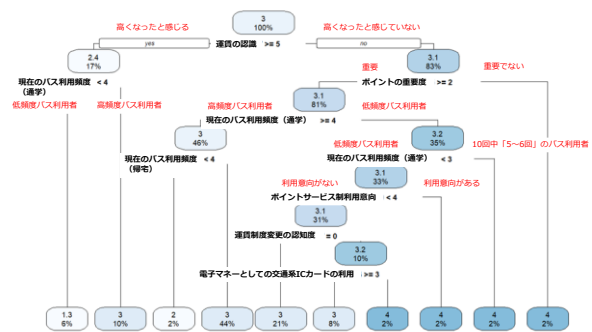 3
100%
高くなったと感じる
高くなったと感じていない
yes
運賃の認識 >= 5
no
2.4
17%
3.1
83%
現在のバス利用頻度 < 4
（通学）
重要
ポイントの重要度 >= 2
重要でない
低頻度バス利用者
高頻度バス利用者
3.1
81%
高頻度バス利用者
現在のバス利用頻度（通学） >= 4
低頻度バス利用者
3
46%
3.2
35%
現在のバス利用頻度 < 4
（帰宅）
低頻度バス利用者
現在のバス利用頻度（通学） < 3
10回中「5～6回」のバス利用者
3.1
33%
利用意向がない
ポイントサービス制利用意向 < 4
利用意向がある
3.1
31%
運賃制度変更の認知度 = 0
3.2
10%
電子マネーとしての交通系ICカードの利用 >= 3
1.3
6%
3
10%
2
2%
3
44%
3
21%
3
8%
4
2%
4
2%
4
2%
4
2%